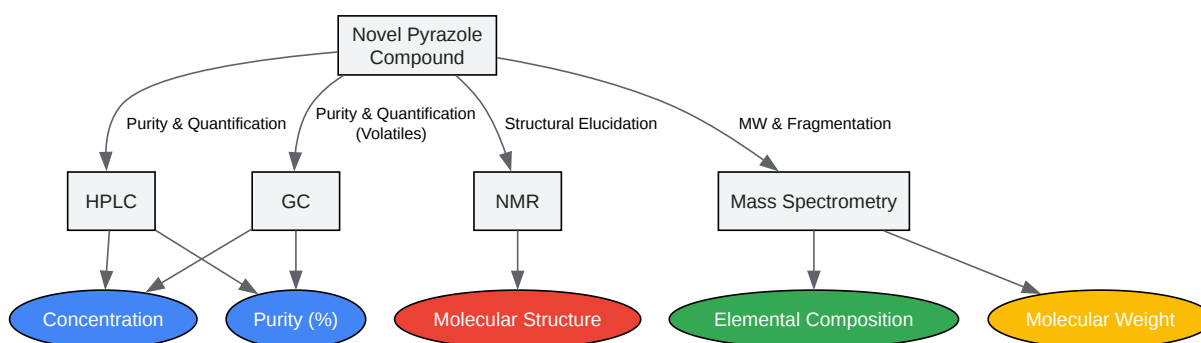 Novel Pyrazole
Compound
Purity & Quantification
Purity & Quantification
(Volatiles)
Structural Elucidation
MW & Fragmentation
HPLC
GC
NMR
Mass Spectrometry
Concentration
Purity (%)
Molecular Structure
Elemental Composition
Molecular Weight